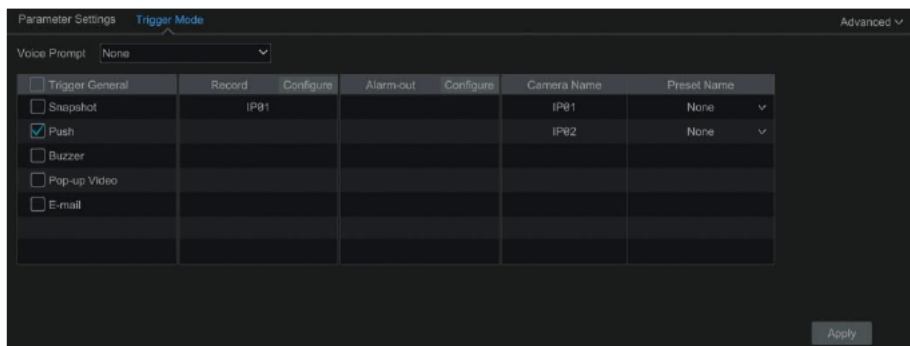 Parameter Settings Trigger Mode Advanced
Voice Prompt None
Trigger General Record Configure Alarm-out Configure Camera Name Preset Name
Snapshot IP01 IP01 None
Push IP02 None
Buzzer
Pop-up Video
E-mail
Apply